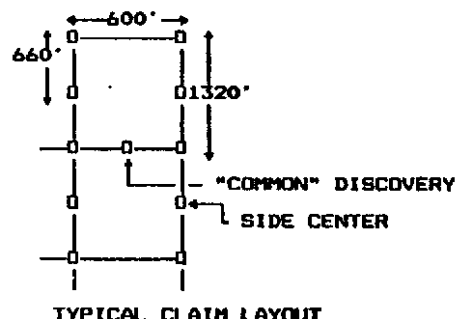 600'
660'
1320'
"COMMON" DISCOVERY
SIDE CENTER
TYPICAL CLAIM LAYOUT